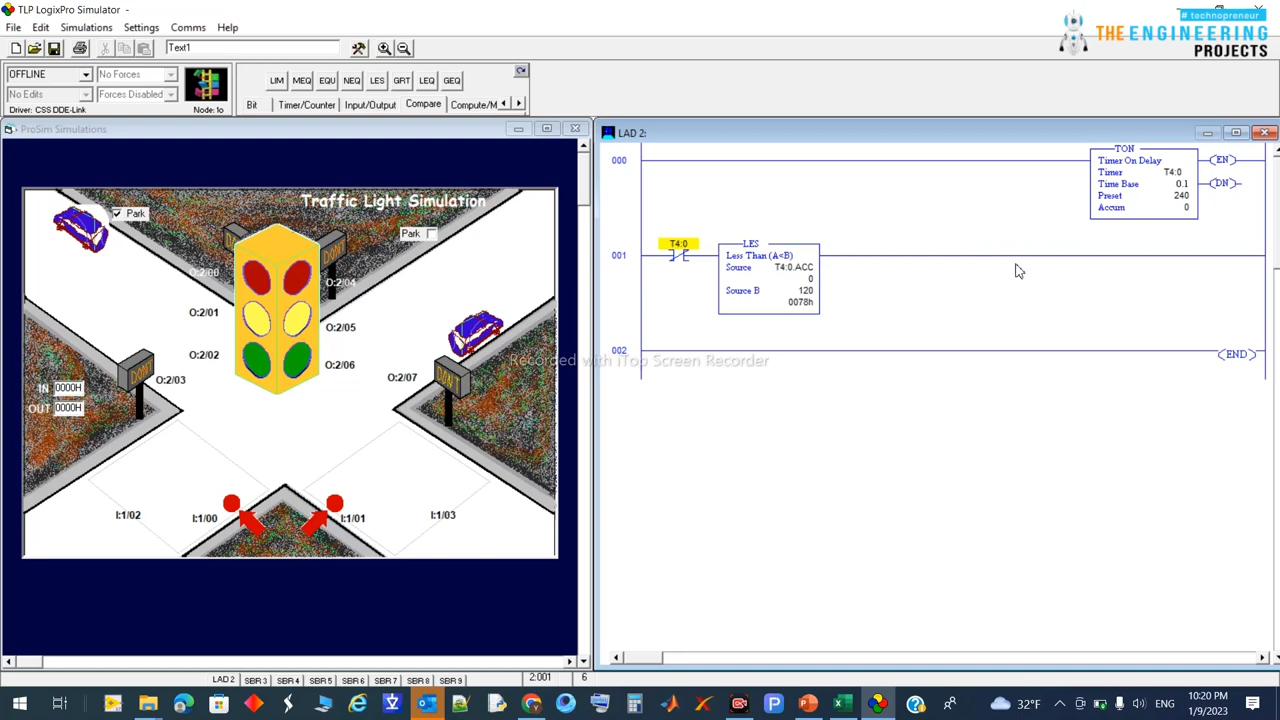 TLP LogixPro Simulator
# technopreneur
THE ENGINEERING
PROJECTS
File Edit Simulations Settings Comms Help
Text1
OFFLINE
No Forces
No Edits
Forces Disabled
Driver: CSS DDE-Link
Node: 1o
LIM MEQ EQU NEQ LES GRT LEQ GEQ
Bit Timer/Counter Input/Output Compare Compute/M
ProSim Simulations
LAD 2:
Traffic Light Simulation
Park
Park
O:2/00
O:2/04
O:2/01
O:2/05
O:2/02
O:2/06
O:2/03
O:2/07
DONT
DONT
IN 0000H
OUT 0000H
I:1/02
I:1/00
I:1/01
I:1/03
000
TON
Timer On Delay
Timer T4:0
Time Base 0.1
Preset 240
Accum 0
EN
DN
001
T4:0
LES
Less Than (A<B)
Source T4:0.ACC
0
Source B 120
0078h
002
END
Recorded with iTop Screen Recorder
LAD 2 SBR 3 SBR 4 SBR 5 SBR 6 SBR 7 SBR 8 SBR 9
2:001
6
32°F
10:20 PM
1/9/2023